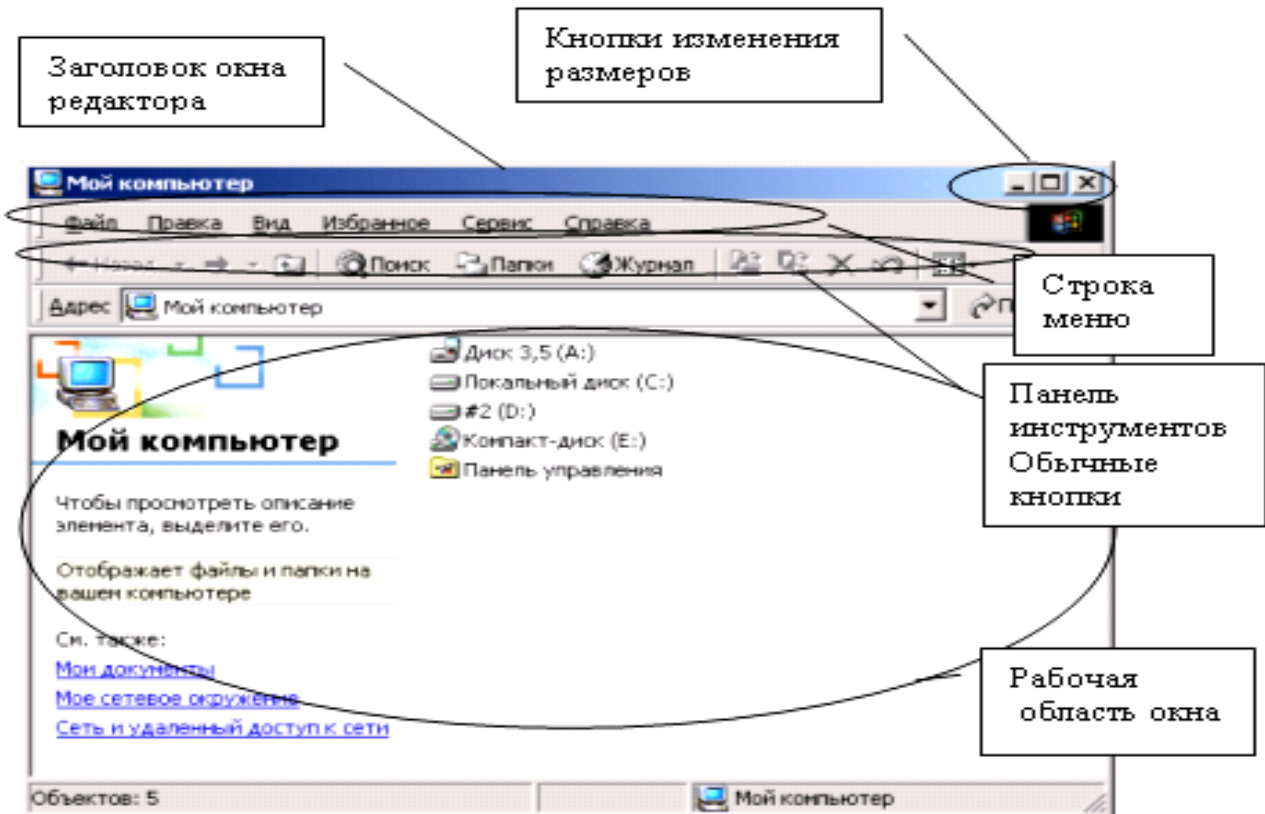 Заголовок окна
редактора
Кнопки изменения
размеров
Мой компьютер
Файл Правка Вид Избранное Сервис Справка
Назад Поиск Папки Журнал
Адрес Мой компьютер
Строка
меню
Диск 3,5 (A:)
Локальный диск (C:)
#2 (D:)
Компакт-диск (E:)
Панель управления
Панель
инструментов
Обычные
кнопки
Мой компьютер
Чтобы просмотреть описание
элемента, выделите его.
Отображает файлы и папки на
вашем компьютере
См. также:
Мои документы
Мое сетевое окружение
Сеть и удаленный доступ к сети
Рабочая
область окна
Объектов: 5
Мой компьютер